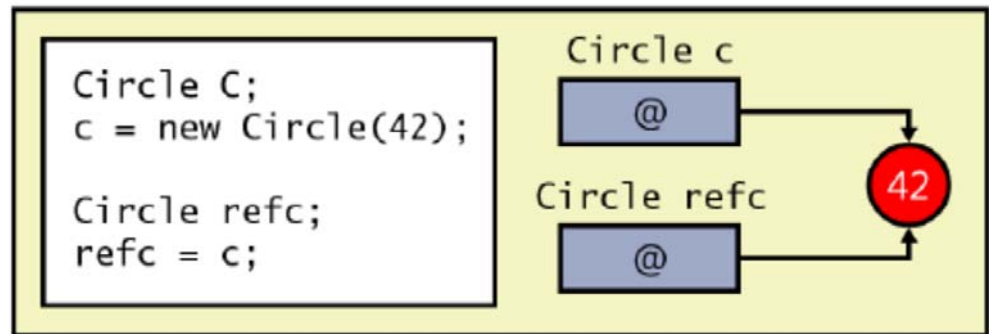 Circle C;
c = new Circle(42);
Circle refc;
refc = c;
Circle c
@
42
Circle refc
@